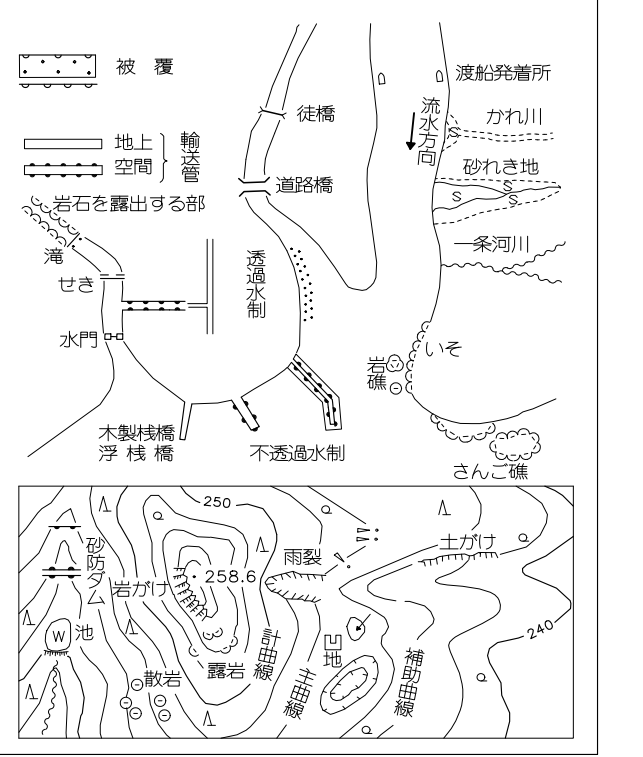 被 覆
渡船発着所
流水方向
かれ川
徒橋
地上
空間
輸送管
砂れき地
道路橋
岩石を露出する部
滝
透過水制
一条河川
せき
水門
いそ
岩礁
木製桟橋
浮桟橋
不透過水制
さんご礁
250
土がけ
雨裂
砂防ダム
岩がけ
258.6
池
W
計曲線
凹地
補助曲線
主曲線
露岩
散岩
240